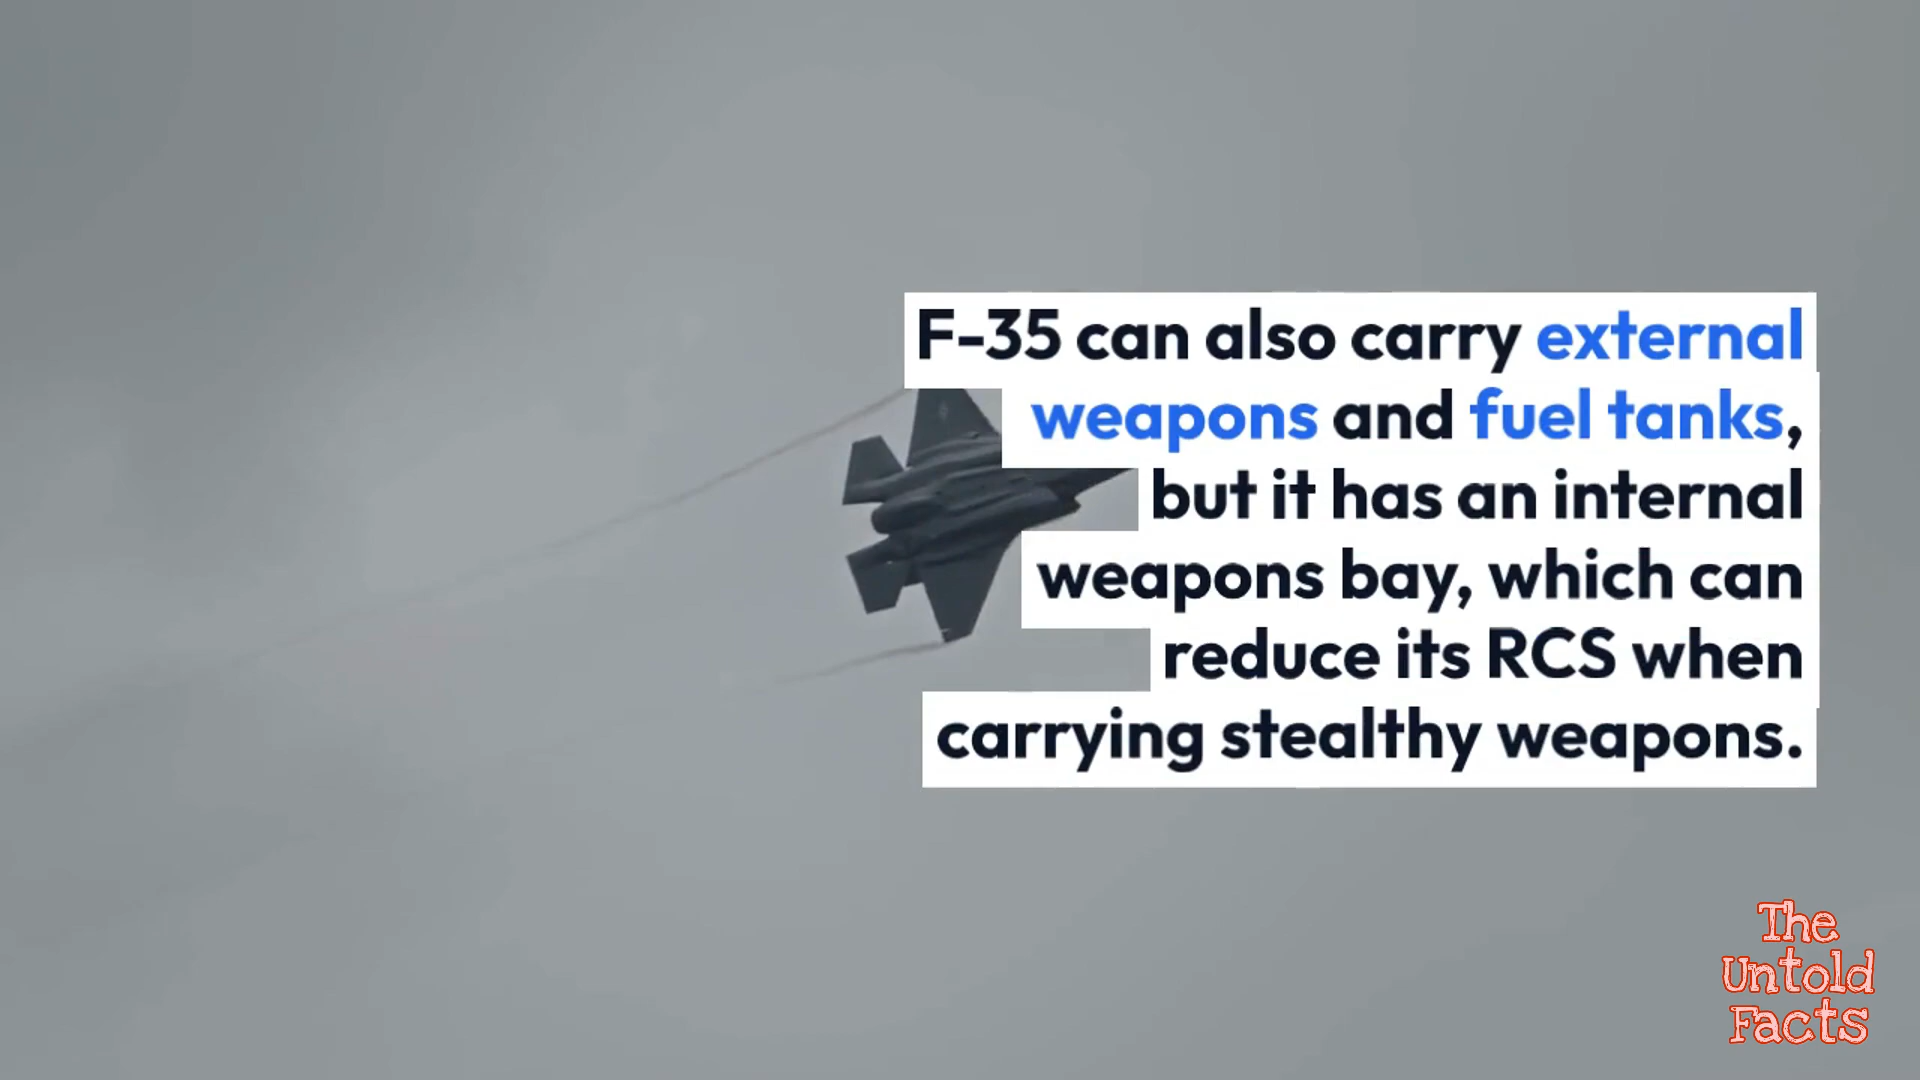 F-35 can also carry external
weapons and fuel tanks,
but it has an internal
weapons bay, which can
reduce its RCS when
carrying stealthy weapons.
The
Untold
Facts